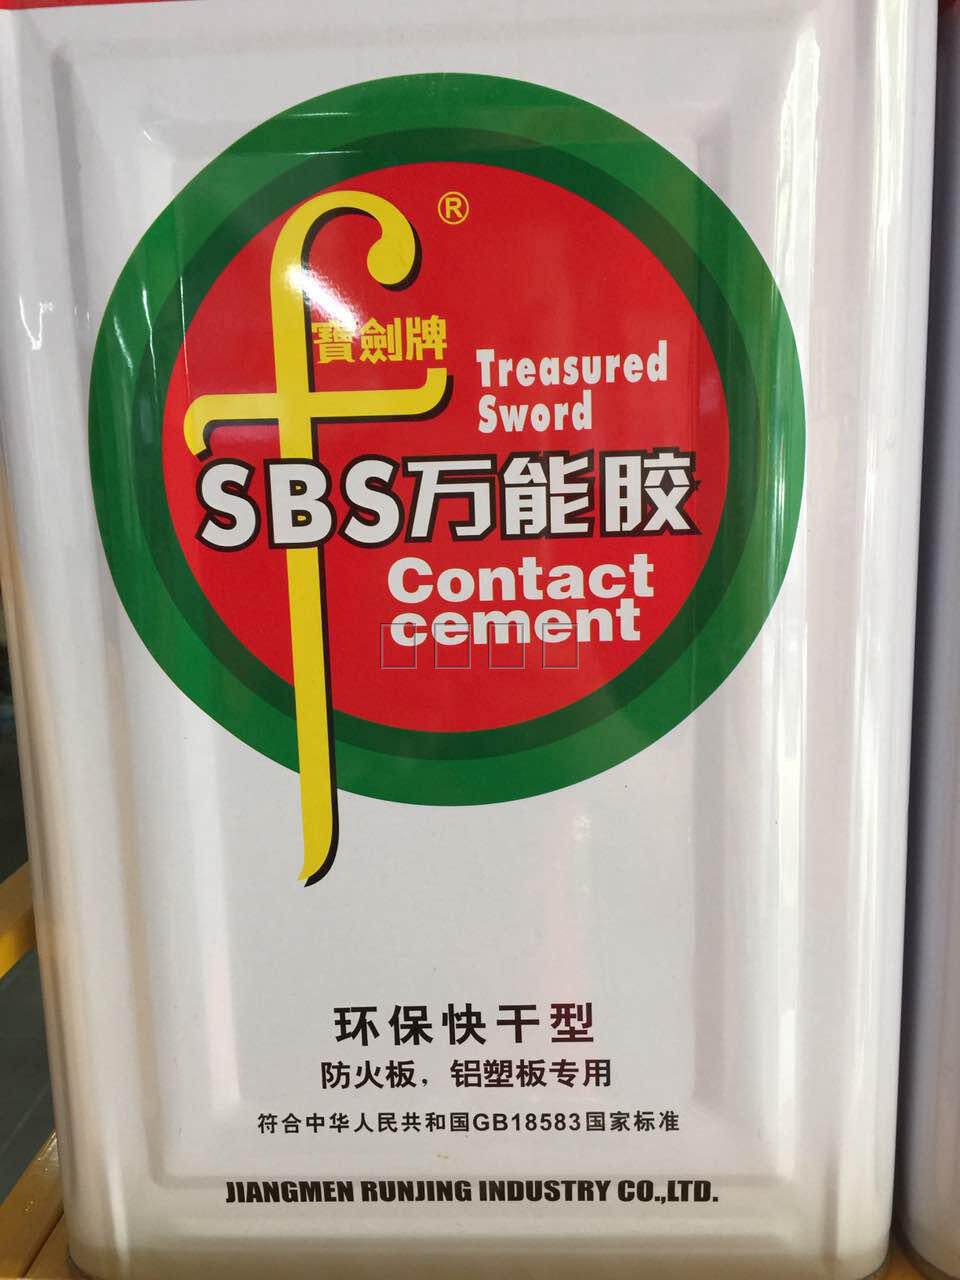 ®
寶劍牌
Treasured
Sword
SBS万能胶
Contact
cement
环保快干型
防火板，铝塑板专用
符合中华人民共和国GB18583国家标准
JIANGMEN RUNJING INDUSTRY CO.,LTD.